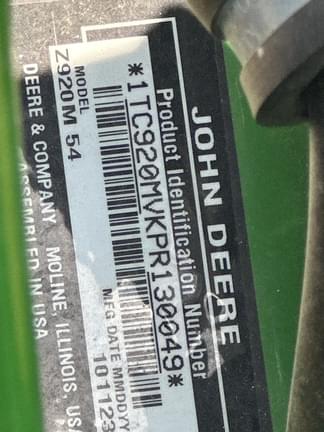 JOHN DEERE
Product Identification Number
*1TC920MVKPR130049*
MODEL
Z920M 54
MFG DATE MMDDYY
101123
DEERE & COMPANY MOLINE, ILLINOIS, USA
ASSEMBLED IN USA